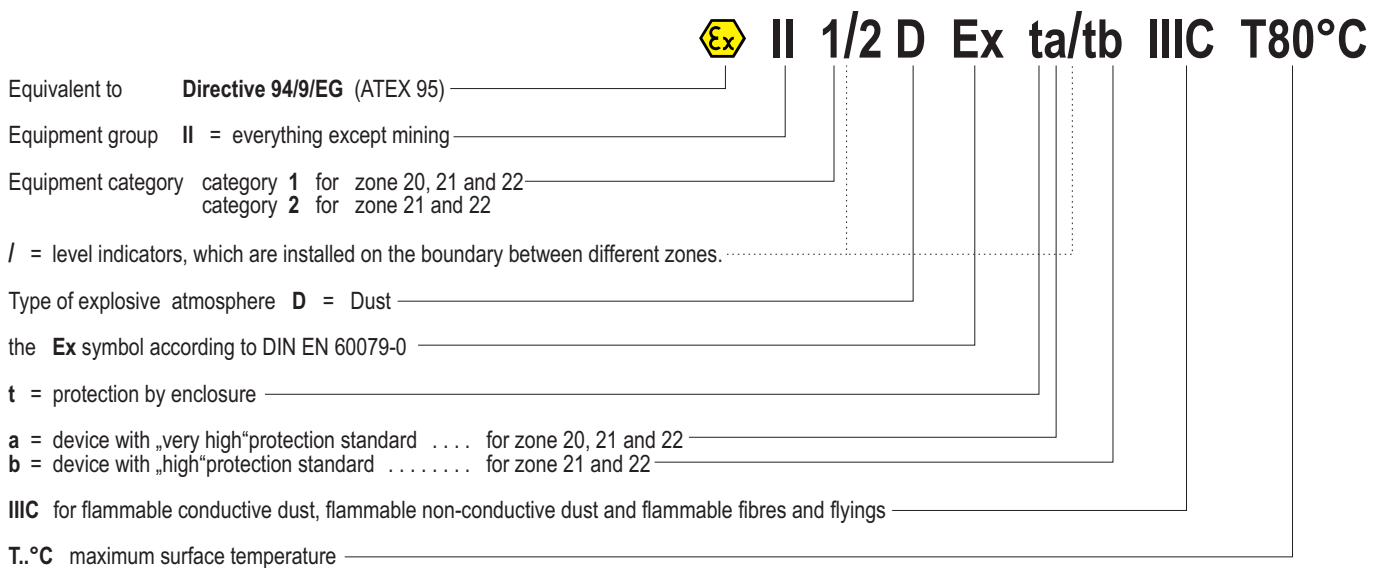 Ex II 1/2 D Ex ta/tb IIIC T80°C
Equivalent to Directive 94/9/EG (ATEX 95)
Equipment group II = everything except mining
Equipment category category 1 for zone 20, 21 and 22
category 2 for zone 21 and 22
/ = level indicators, which are installed on the boundary between different zones.
Type of explosive atmosphere D = Dust
the Ex symbol according to DIN EN 60079-0
t = protection by enclosure
a = device with „very high“protection standard . . . . for zone 20, 21 and 22
b = device with „high“protection standard . . . . . . . . for zone 21 and 22
IIIC for flammable conductive dust, flammable non-conductive dust and flammable fibres and flyings
T..°C maximum surface temperature